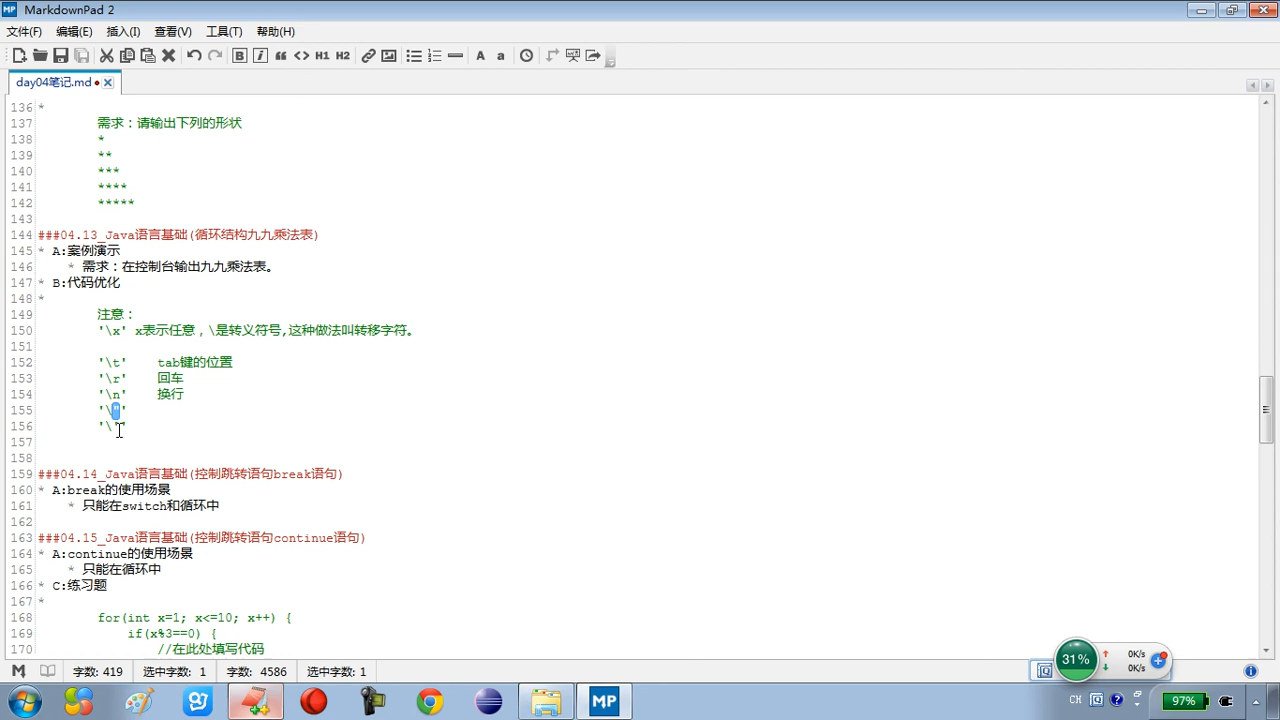 MarkdownPad 2
文件(F) 编辑(E) 插入(I) 查看(V) 工具(T) 帮助(H)
B I “ <> H1 H2 A a
day04笔记.md
136 *
137 需求：请输出下列的形状
138 *
139 **
140 ***
141 ****
142 *****
143
144 ###04.13_Java语言基础(循环结构九九乘法表)
145 * A:案例演示
146 * 需求：在控制台输出九九乘法表。
147 * B:代码优化
148 *
149 注意：
150 '\x' x表示任意，\是转义符号,这种做法叫转移字符。
151
152 '\t' tab键的位置
153 '\r' 回车
154 '\n' 换行
155 '\"'
156 '\''
157
158
159 ###04.14_Java语言基础(控制跳转语句break语句)
160 * A:break的使用场景
161 * 只能在switch和循环中
162
163 ###04.15_Java语言基础(控制跳转语句continue语句)
164 * A:continue的使用场景
165 * 只能在循环中
166 * C:练习题
167 *
168 for(int x=1; x<=10; x++) {
169 if(x%3==0) {
170 //在此处填写代码
M 字数: 419 选中字数: 1 字数: 4586 选中字数: 1
31% 0K/s
0K/s
MP CH 97%